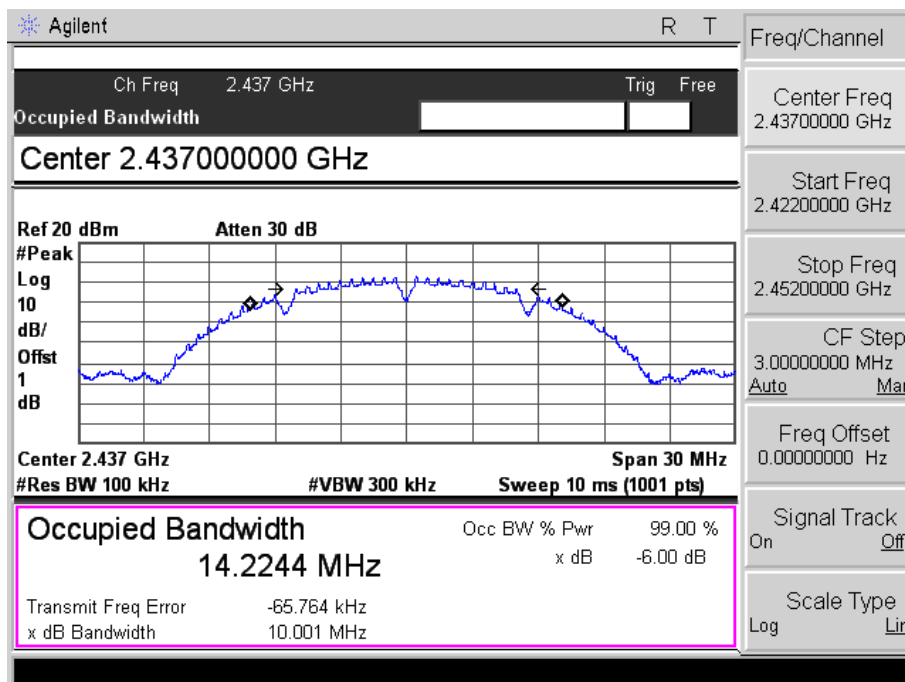 Agilent R T
Ch Freq 2.437 GHz Trig Free
Occupied Bandwidth
Center 2.437000000 GHz
Ref 20 dBm Atten 30 dB
#Peak
Log
10
dB/
Offst
1
dB
Center 2.437 GHz Span 30 MHz
#Res BW 100 kHz #VBW 300 kHz Sweep 10 ms (1001 pts)
Occupied Bandwidth Occ BW % Pwr 99.00 %
14.2244 MHz x dB -6.00 dB
Transmit Freq Error -65.764 kHz
x dB Bandwidth 10.001 MHz
Freq/Channel
Center Freq
2.43700000 GHz
Start Freq
2.42200000 GHz
Stop Freq
2.45200000 GHz
CF Step
3.00000000 MHz
Auto Mar
Freq Offset
0.00000000 Hz
Signal Track
On Off
Scale Type
Log Lin